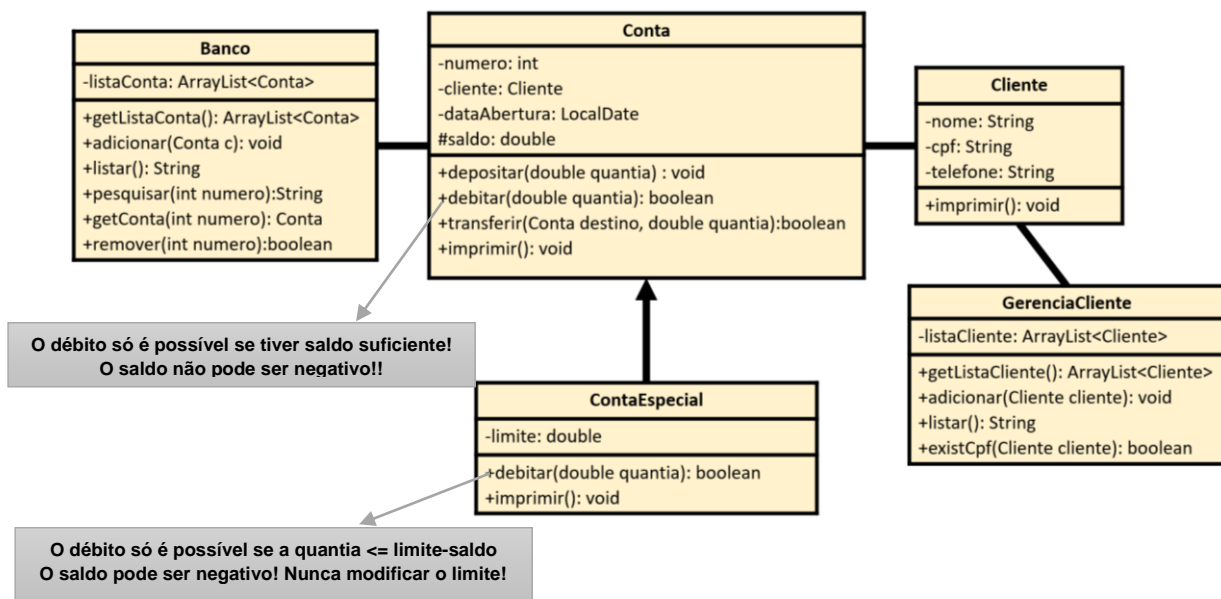 Banco
-listaConta: ArrayList<Conta>
+getListaConta(): ArrayList<Conta>
+adicionar(Conta c): void
+listar(): String
+pesquisar(int numero):String
+getConta(int numero): Conta
+remover(int numero):boolean
Conta
-numero: int
-cliente: Cliente
-dataAbertura: LocalDate
#saldo: double
+depositar(double quantia) : void
+debitar(double quantia): boolean
+transferir(Conta destino, double quantia):boolean
+imprimir(): void
Cliente
-nome: String
-cpf: String
-telefone: String
+imprimir(): void
GerenciaCliente
-listaCliente: ArrayList<Cliente>
+getListaCliente(): ArrayList<Cliente>
+adicionar(Cliente cliente): void
+listar(): String
+existCpf(Cliente cliente): boolean
O débito só é possível se tiver saldo suficiente!
O saldo não pode ser negativo!!
ContaEspecial
-limite: double
+debitar(double quantia): boolean
+imprimir(): void
O débito só é possível se a quantia <= limite-saldo
O saldo pode ser negativo! Nunca modificar o limite!